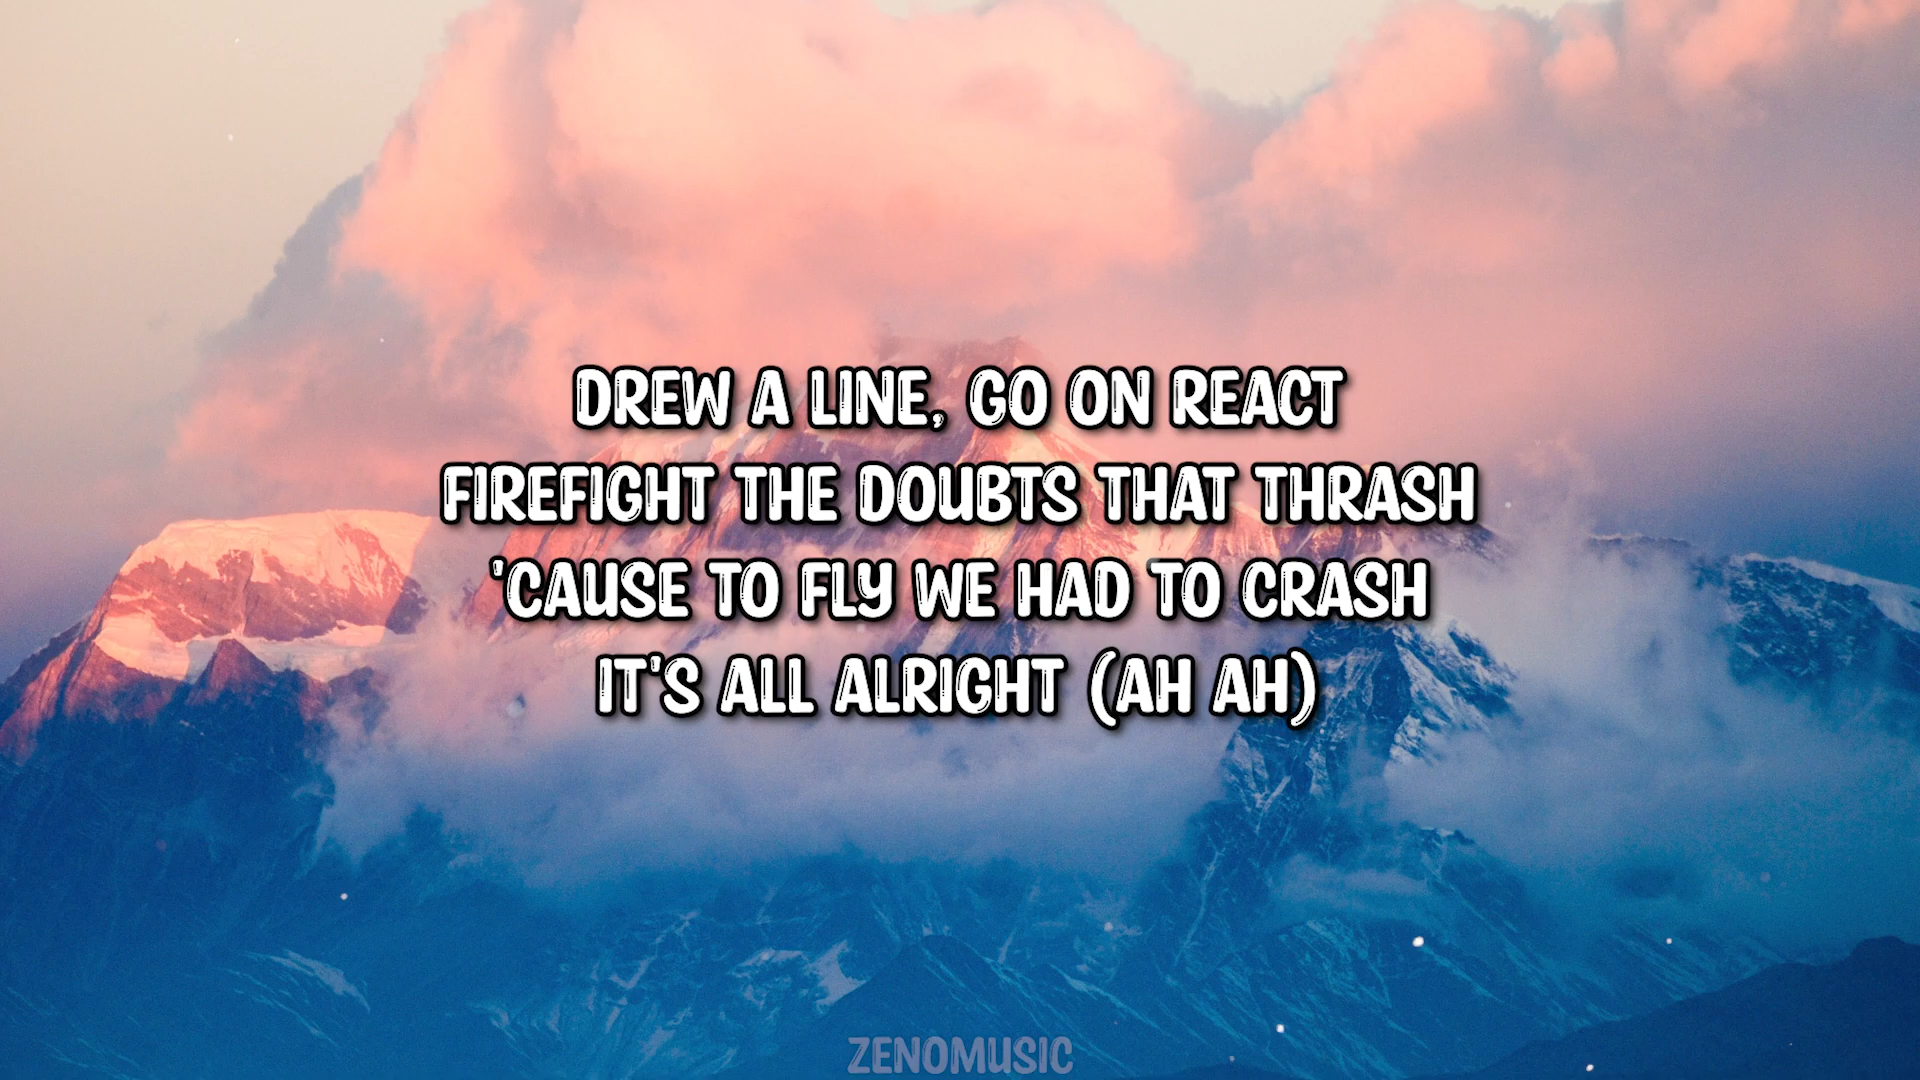 DREW A LINE, GO ON REACT
FIREFIGHT THE DOUBTS THAT THRASH
'CAUSE TO FLY WE HAD TO CRASH
IT'S ALL ALRIGHT (AH AH)
ZENOMUSIC